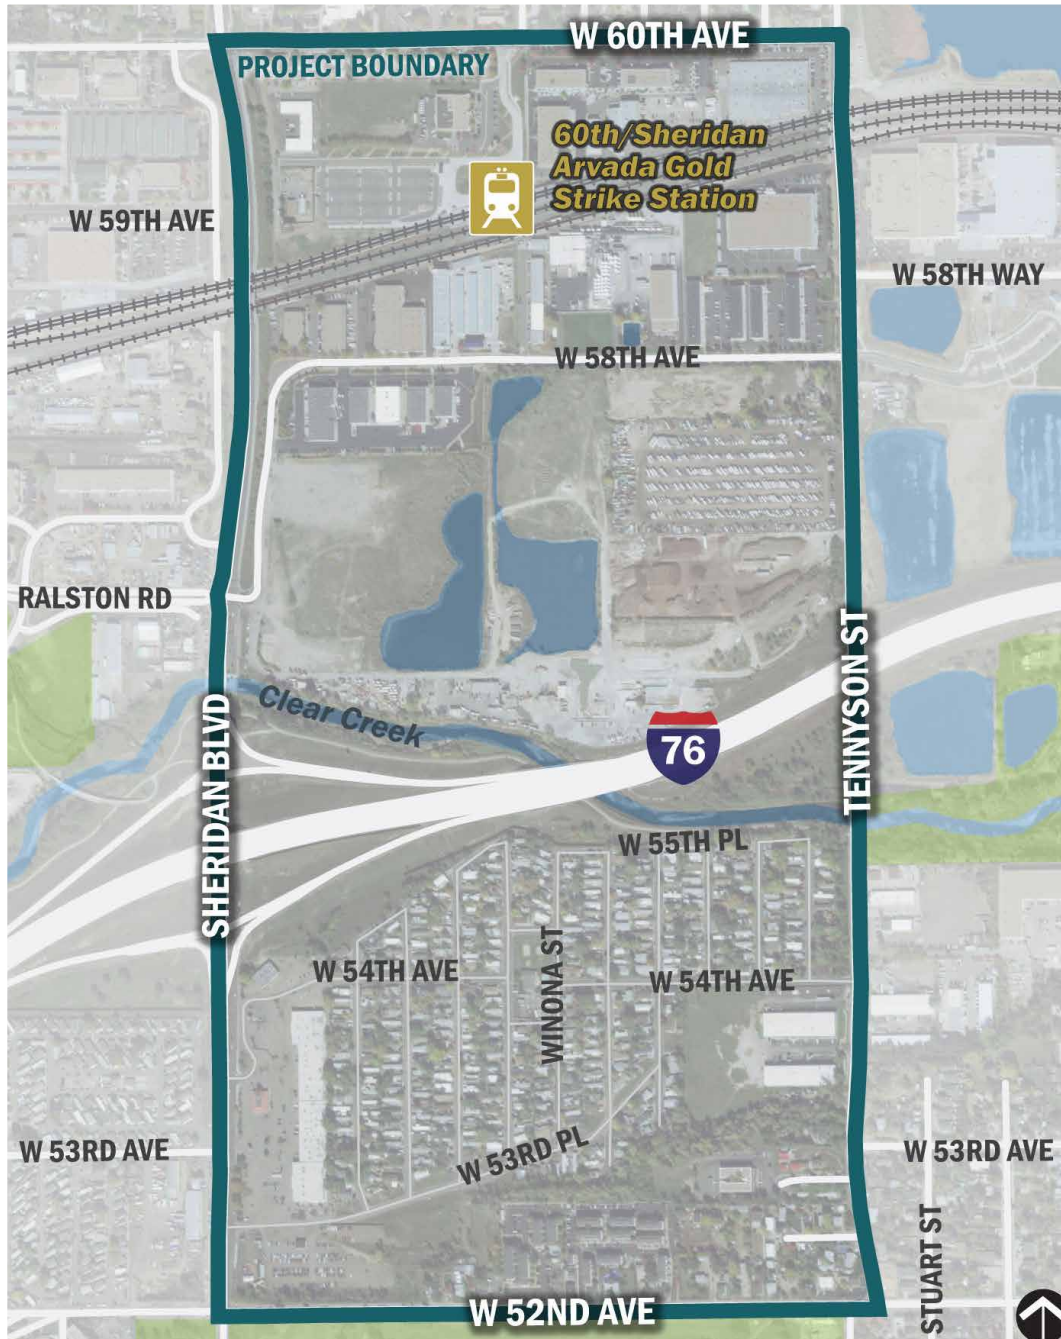 W 60TH AVE
PROJECT BOUNDARY
60th/Sheridan
Arvada Gold
Strike Station
W 59TH AVE
W 58TH WAY
W 58TH AVE
RALSTON RD
TENNYSON ST
Clear Creek
SHERIDAN BLVD
76
W 55TH PL
W 54TH AVE
WINONA ST
W 54TH AVE
W 53RD PL
W 53RD AVE
W 53RD AVE
STUART ST
W 52ND AVE